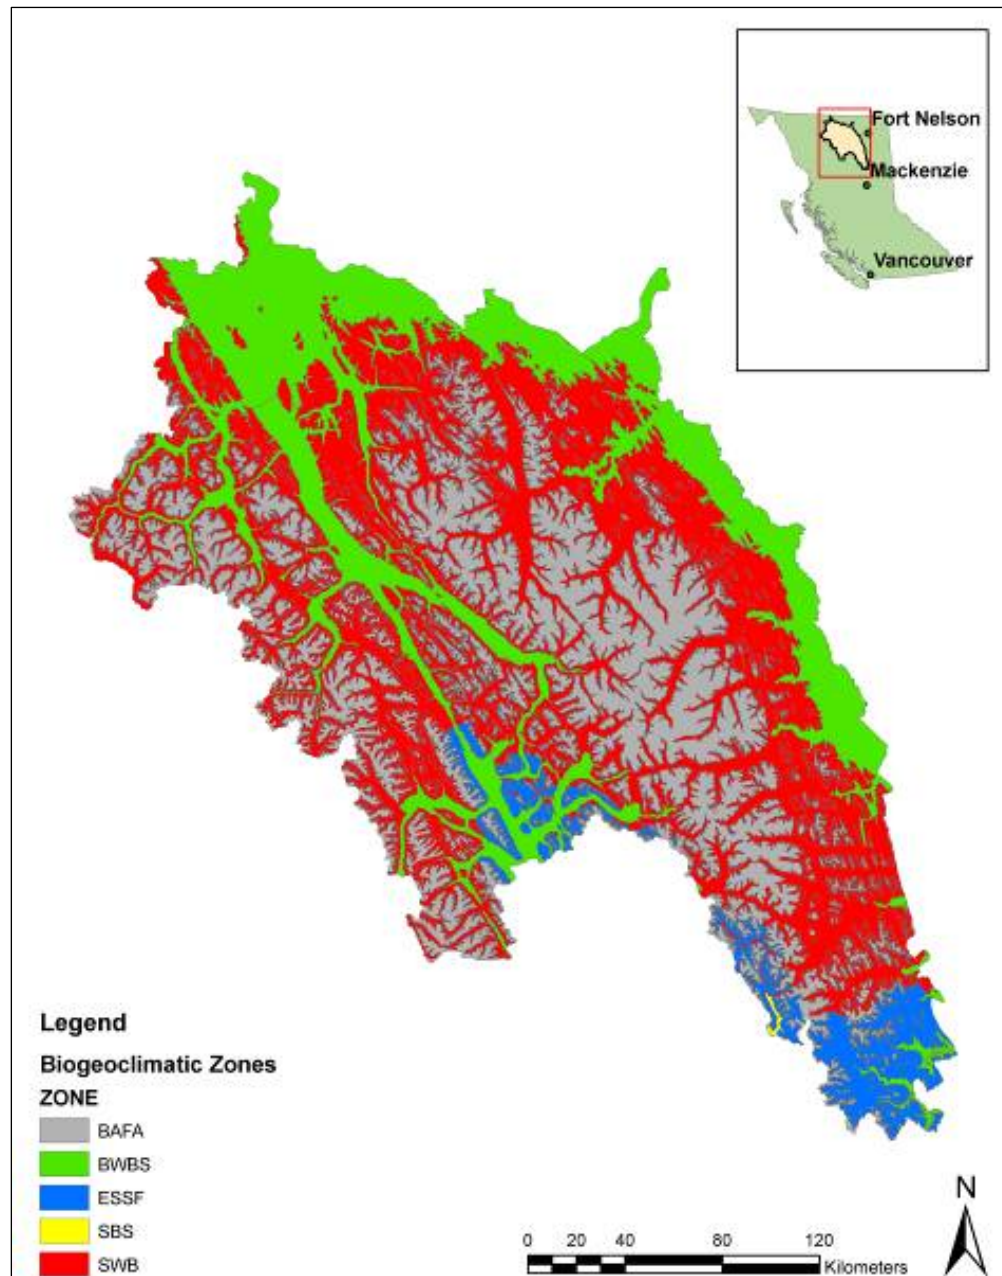 Fort Nelson
Mackenzie
Vancouver
Legend
Biogeoclimatic Zones
ZONE
BAFA
BWBS
ESSF
SBS
SWB
N
0 20 40 80 120
Kilometers